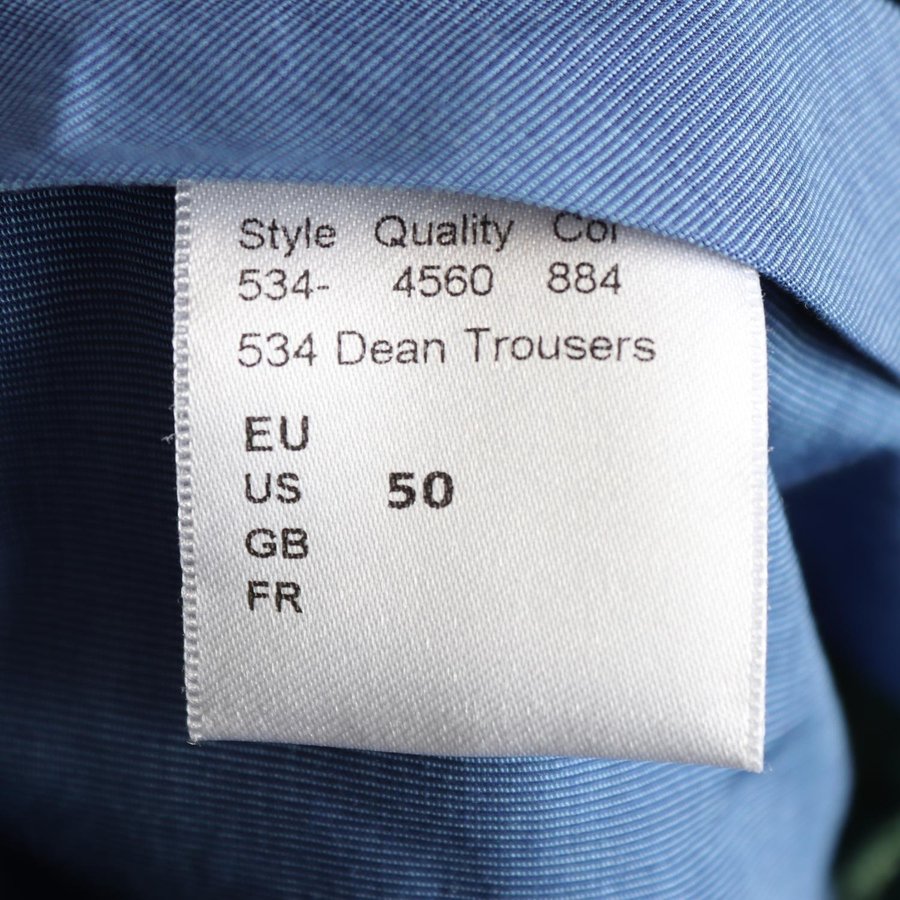 Style Quality Col
534- 4560 884
534 Dean Trousers
EU
US 50
GB
FR